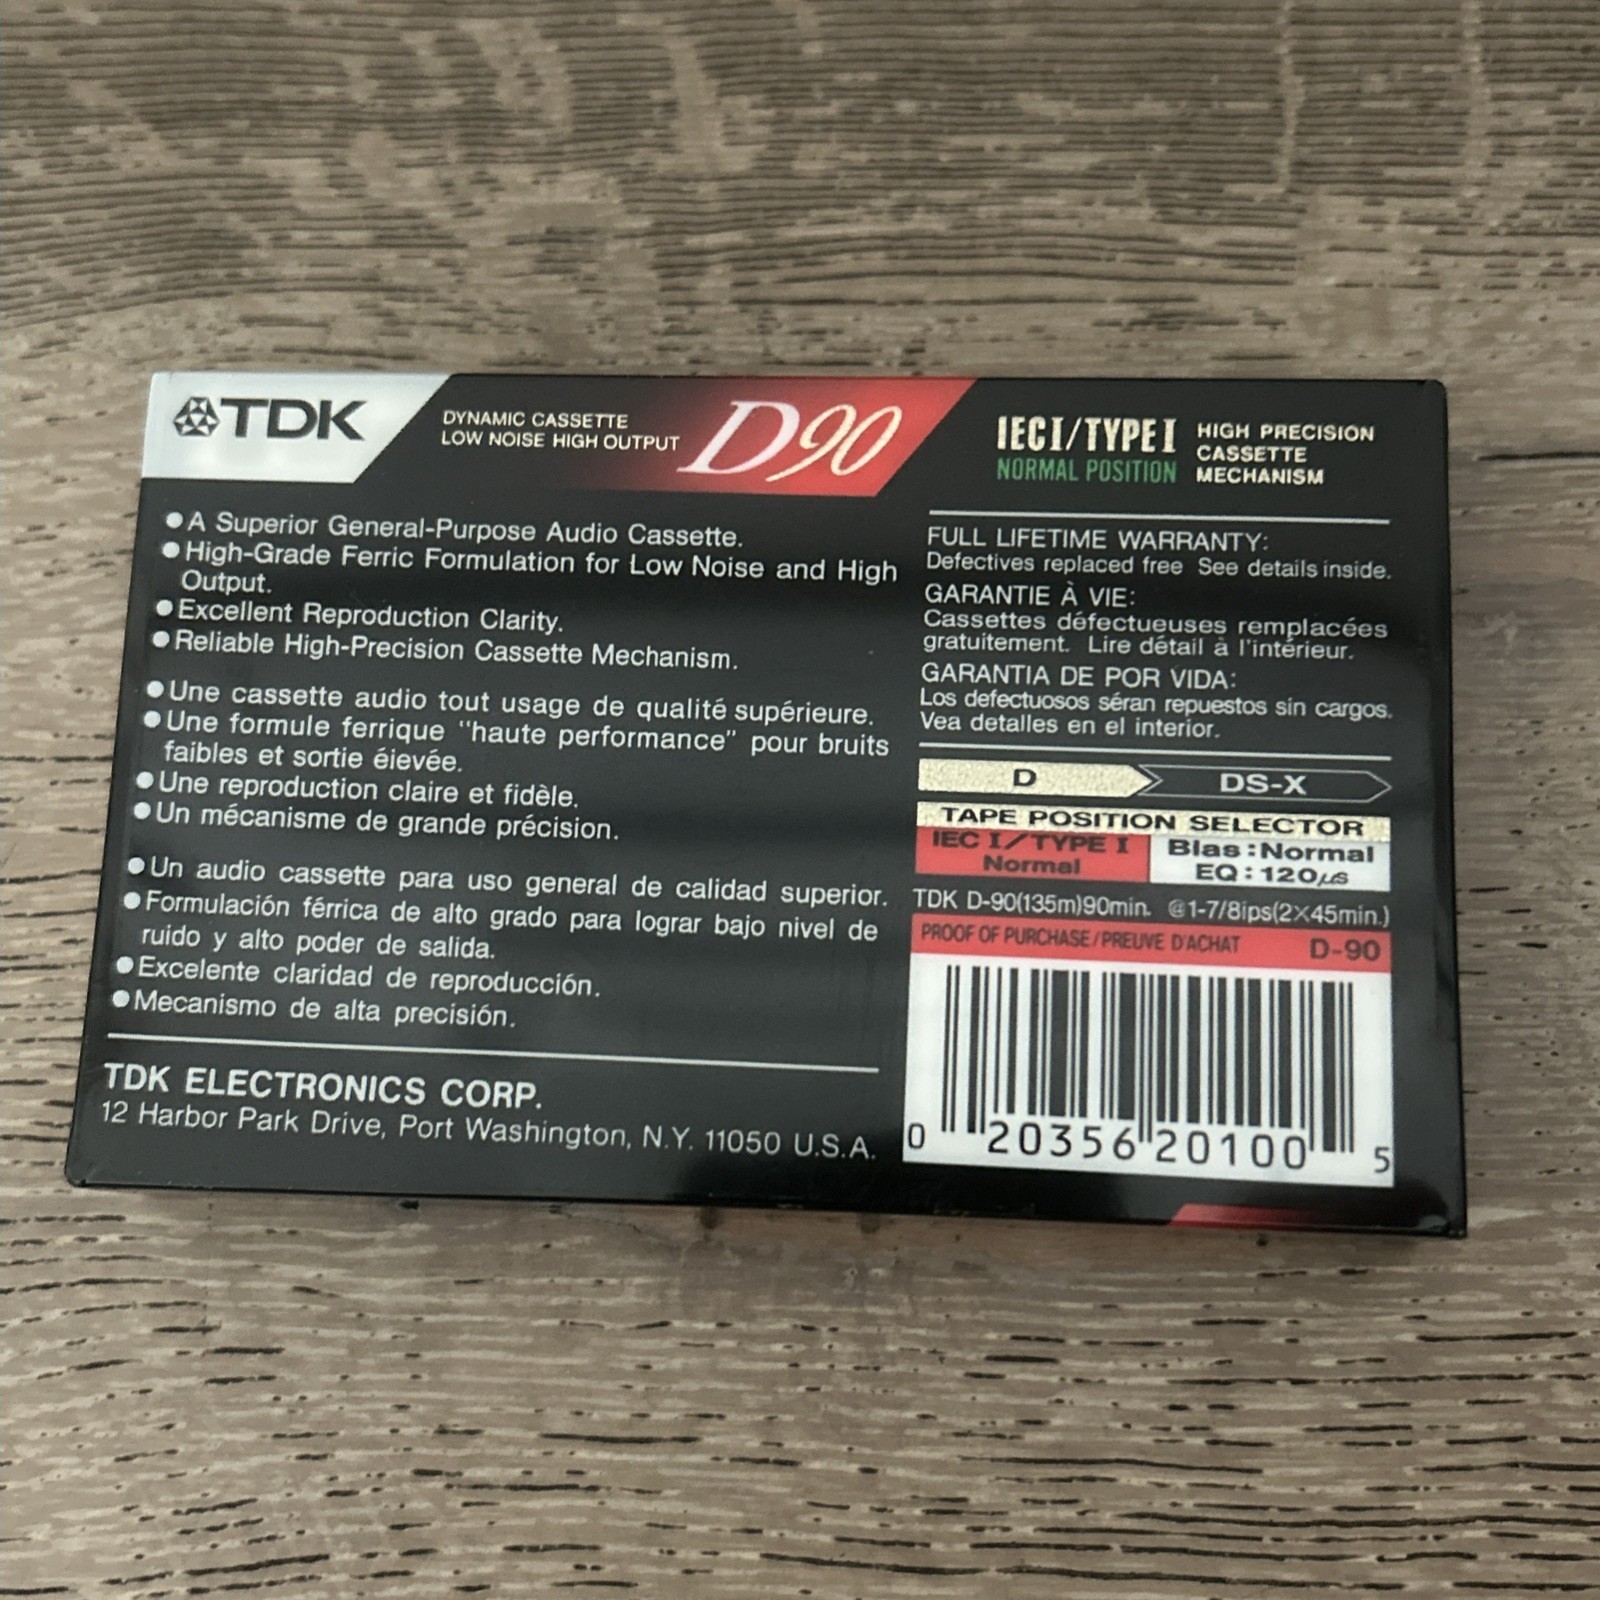 TDK
DYNAMIC CASSETTE
LOW NOISE HIGH OUTPUT
D90
IEC I/TYPE I
NORMAL POSITION
HIGH PRECISION
CASSETTE
MECHANISM
●A Superior General-Purpose Audio Cassette.
●High-Grade Ferric Formulation for Low Noise and High
Output.
●Excellent Reproduction Clarity.
●Reliable High-Precision Cassette Mechanism.
●Une cassette audio tout usage de qualité supérieure.
●Une formule ferrique "haute performance" pour bruits
faibles et sortie éievée.
●Une reproduction claire et fidèle.
●Un mécanisme de grande précision.
●Un audio cassette para uso general de calidad superior.
●Formulación férrica de alto grado para lograr bajo nivel de
ruido y alto poder de salida.
●Excelente claridad de reproducción.
●Mecanismo de alta precisión.
TDK ELECTRONICS CORP.
12 Harbor Park Drive, Port Washington, N.Y. 11050 U.S.A.
FULL LIFETIME WARRANTY:
Defectives replaced free See details inside.
GARANTIE À VIE:
Cassettes défectueuses remplacées
gratuitement. Lire détail à l'intérieur.
GARANTIA DE POR VIDA:
Los defectuosos séran repuestos sin cargos.
Vea detalles en el interior.
D DS-X
TAPE POSITION SELECTOR
IEC I/TYPE I
Normal
Bias:Normal
EQ:120μs
TDK D-90(135m)90min. @1-7/8ips(2×45min.)
PROOF OF PURCHASE/PREUVE D'ACHAT D-90
0 20356 20100 5